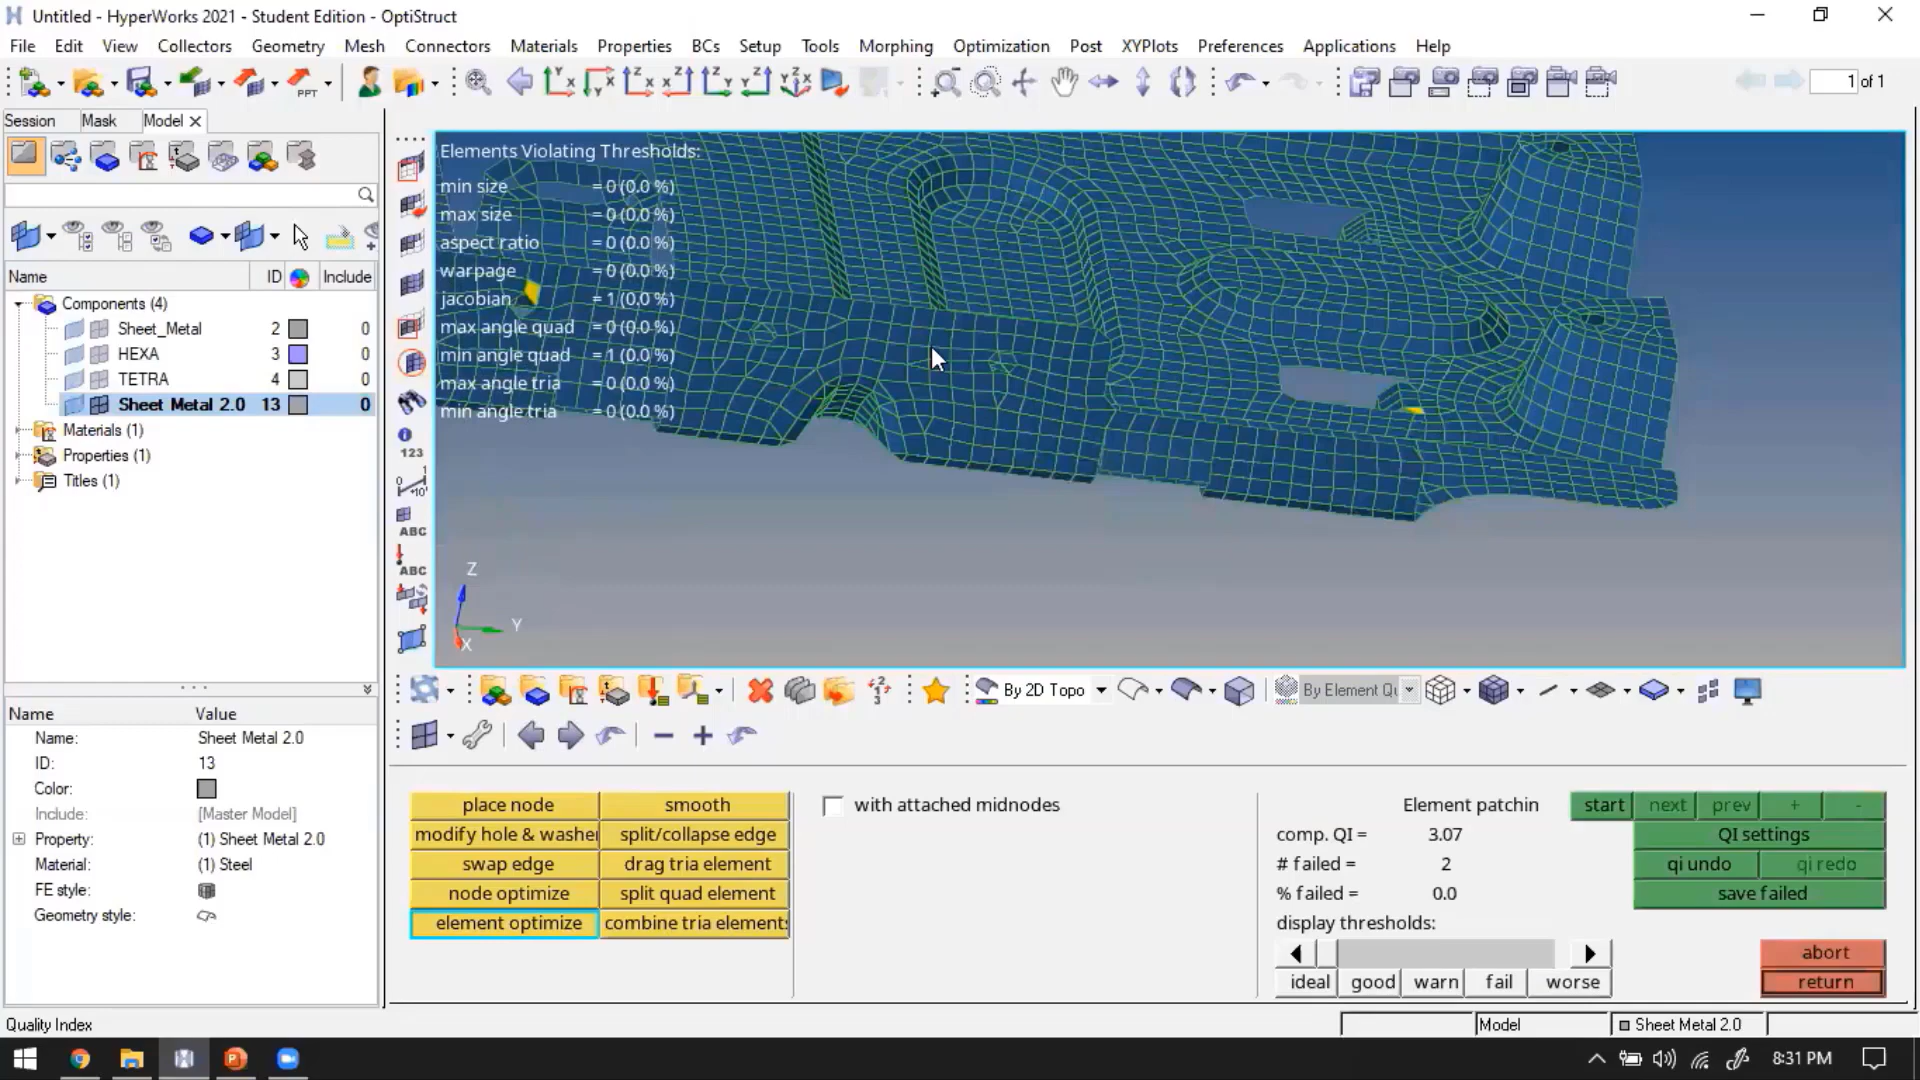 Untitled - HyperWorks 2021 - Student Edition - OptiStruct
File Edit View Collectors Geometry Mesh Connectors Materials Properties BCs Setup Tools Morphing Optimization Post XYPlots Preferences Applications Help
PPT
1 of 1
Session Mask Model
Name ID Include
Components (4)
Sheet_Metal 2 0
HEXA 3 0
TETRA 4 0
Sheet Metal 2.0 13 0
Materials (1)
Properties (1)
Titles (1)
Elements Violating Thresholds:
min size = 0 (0.0 %)
max size = 0 (0.0 %)
aspect ratio = 0 (0.0 %)
warpage = 0 (0.0 %)
jacobian = 1 (0.0 %)
max angle quad = 0 (0.0 %)
min angle quad = 1 (0.0 %)
max angle tria = 0 (0.0 %)
min angle tria = 0 (0.0 %)
123
ABC
ABC
Z
Y
X
By 2D Topo By Element Qu
Name Value
Name: Sheet Metal 2.0
ID: 13
Color:
Include: [Master Model]
Property: (1) Sheet Metal 2.0
Material: (1) Steel
FE style:
Geometry style:
place node smooth
modify hole & washer split/collapse edge
swap edge drag tria element
node optimize split quad element
element optimize combine tria elements
with attached midnodes
Element patchin start next prev + -
comp. QI = 3.07 QI settings
# failed = 2 qi undo qi redo
% failed = 0.0 save failed
display thresholds:
abort
ideal good warn fail worse return
Quality Index Model Sheet Metal 2.0
8:31 PM